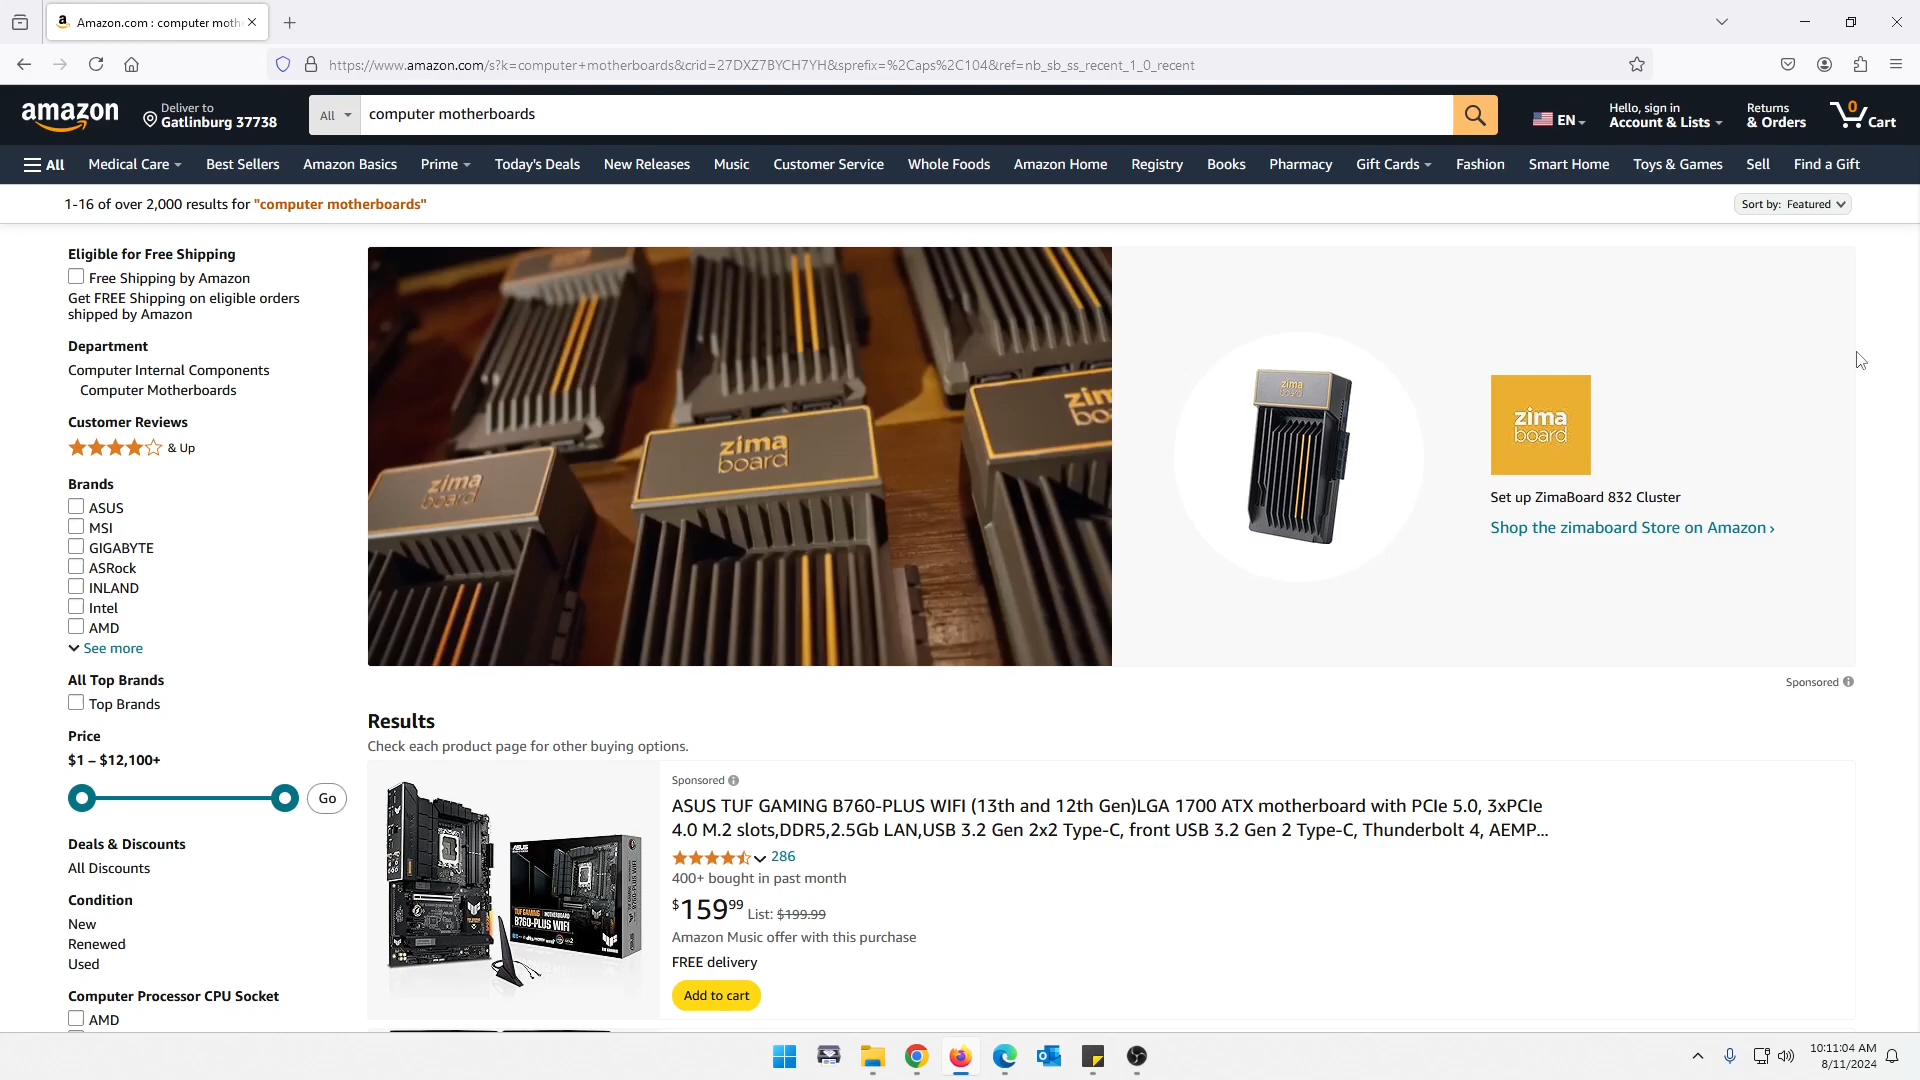 Amazon.com : computer moth
https://www.amazon.com/s?k=computer+motherboards&crid=27DXZ7BYCH7YH&sprefix=%2Caps%2C104&ref=nb_sb_ss_recent_1_0_recent
amazon
Deliver to
Gatlinburg 37738
All
computer motherboards
EN
Hello, sign in
Account & Lists
Returns
& Orders
0
Cart
All
Medical Care
Best Sellers
Amazon Basics
Prime
Today's Deals
New Releases
Music
Customer Service
Whole Foods
Amazon Home
Registry
Books
Pharmacy
Gift Cards
Fashion
Smart Home
Toys & Games
Sell
Find a Gift
1-16 of over 2,000 results for "computer motherboards"
Sort by: Featured
Eligible for Free Shipping
Free Shipping by Amazon
Get FREE Shipping on eligible orders
shipped by Amazon
Department
Computer Internal Components
Computer Motherboards
Customer Reviews
& Up
Brands
ASUS
MSI
GIGABYTE
ASRock
INLAND
Intel
AMD
See more
All Top Brands
Top Brands
Price
$1 – $12,100+
Go
Deals & Discounts
All Discounts
Condition
New
Renewed
Used
Computer Processor CPU Socket
AMD
zima
board
zima
board
zima
bo
zima
board
zima
board
Set up ZimaBoard 832 Cluster
Shop the zimaboard Store on Amazon ›
Sponsored
Results
Check each product page for other buying options.
ASUS
TUF GAMING
B760-PLUS WIFI
Sponsored
ASUS TUF GAMING B760-PLUS WIFI (13th and 12th Gen)LGA 1700 ATX motherboard with PCIe 5.0, 3xPCIe
4.0 M.2 slots,DDR5,2.5Gb LAN,USB 3.2 Gen 2x2 Type-C, front USB 3.2 Gen 2 Type-C, Thunderbolt 4, AEMP...
286
400+ bought in past month
$159.99 List: $199.99
Amazon Music offer with this purchase
FREE delivery
Add to cart
10:11:04 AM
8/11/2024